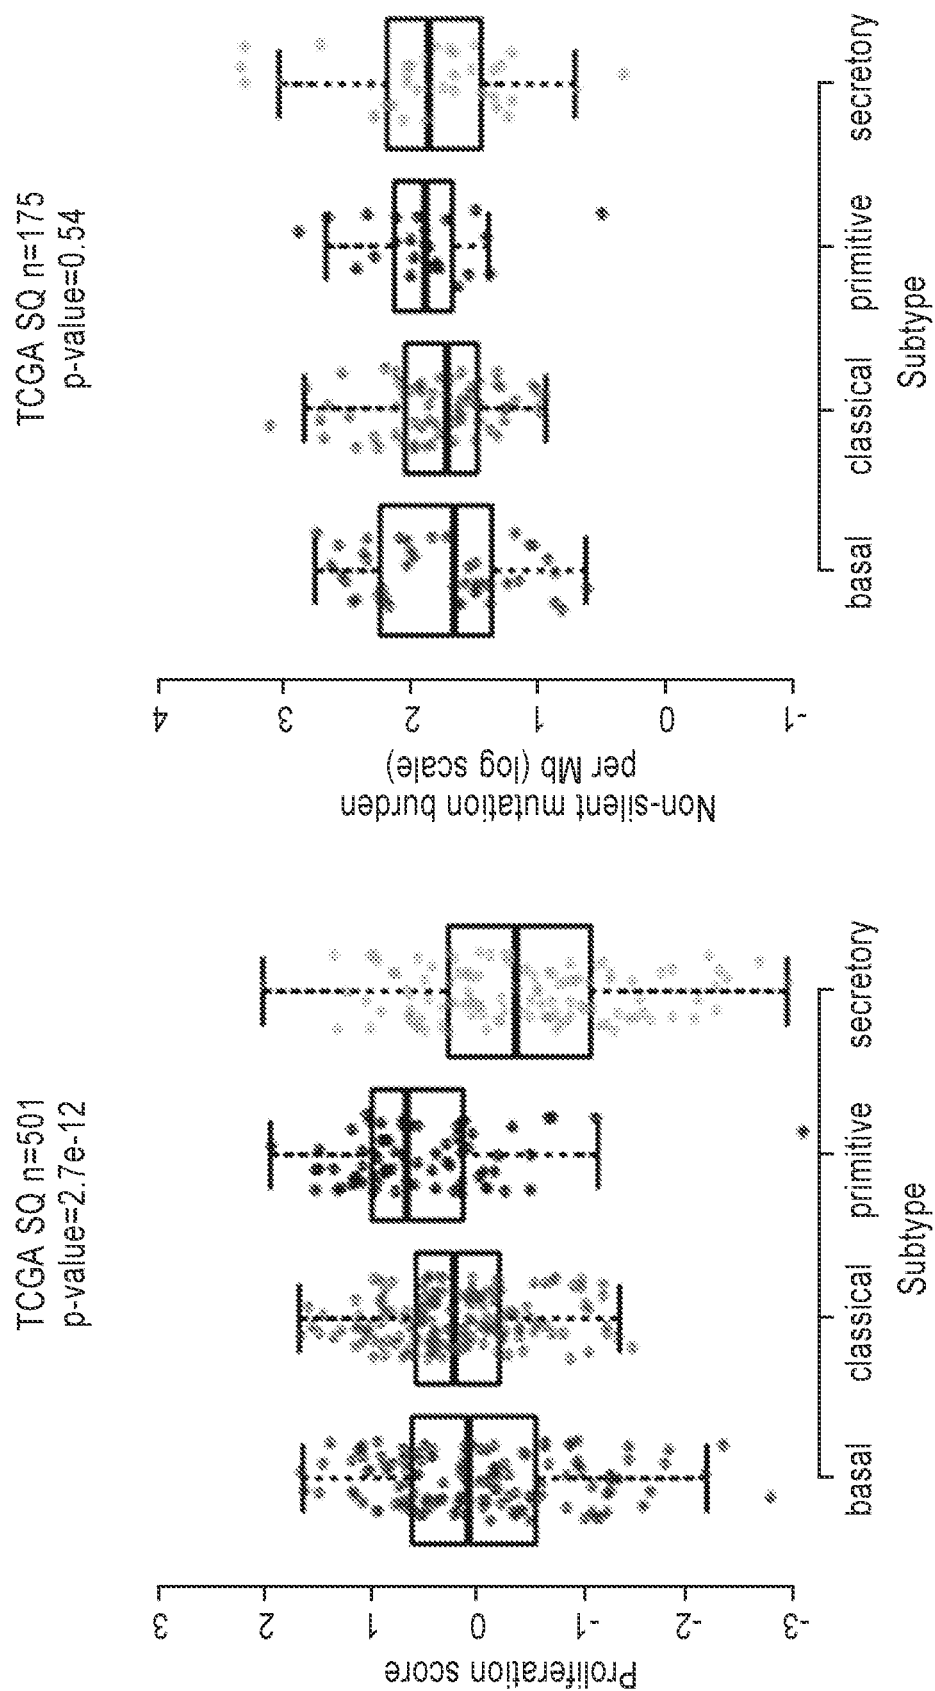 TCGA SQ n=501
p-value=2.7e-12
Proliferation score
3
2
1
0
-1
-2
-3
basal
classical
primitive
secretory
Subtype
TCGA SQ n=175
p-value=0.54
Non-silent mutation burden
per Mb (log scale)
4
3
2
1
0
-1
basal
classical
primitive
secretory
Subtype